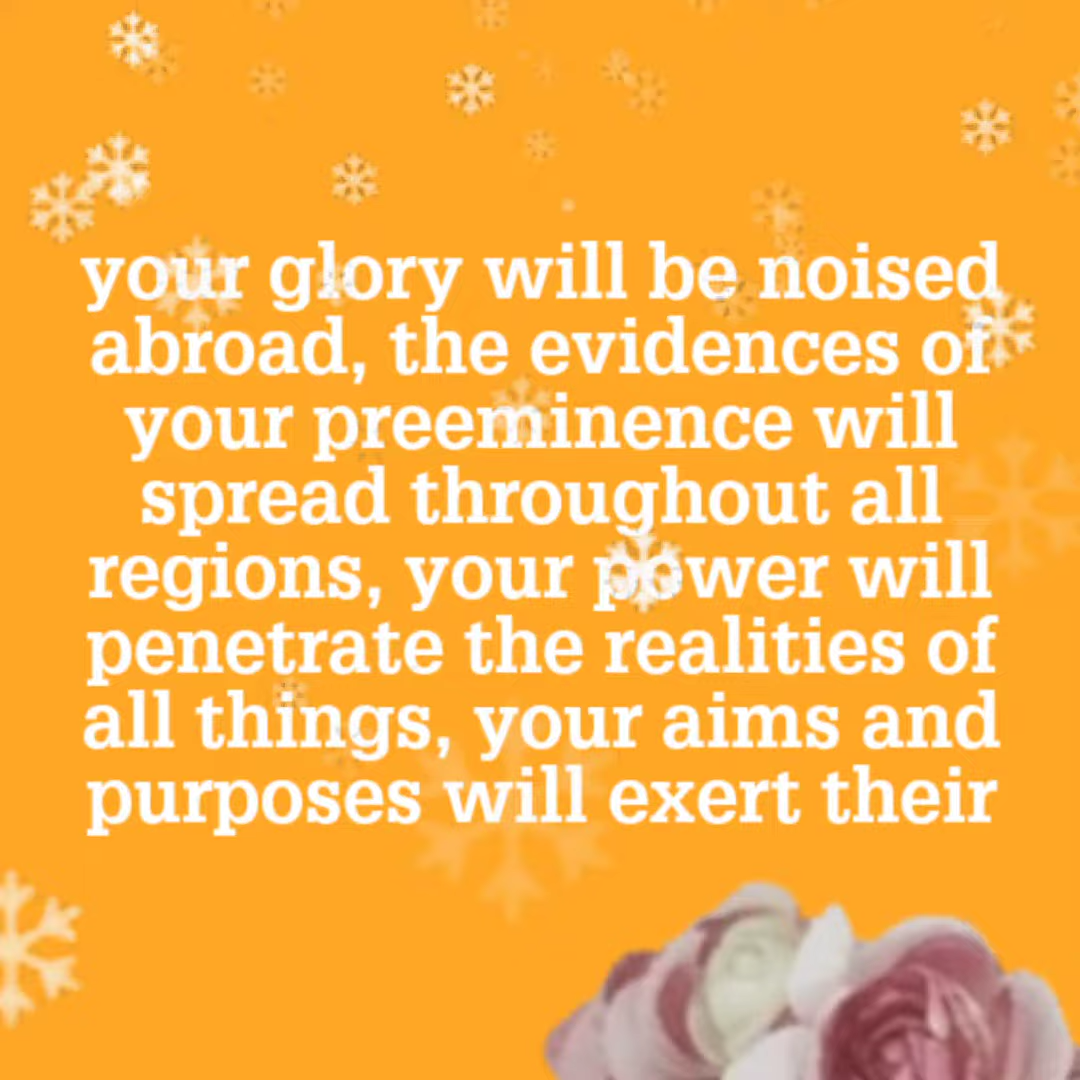 your glory will be noised
abroad, the evidences of
your preeminence will
spread throughout all
regions, your power will
penetrate the realities of
all things, your aims and
purposes will exert their